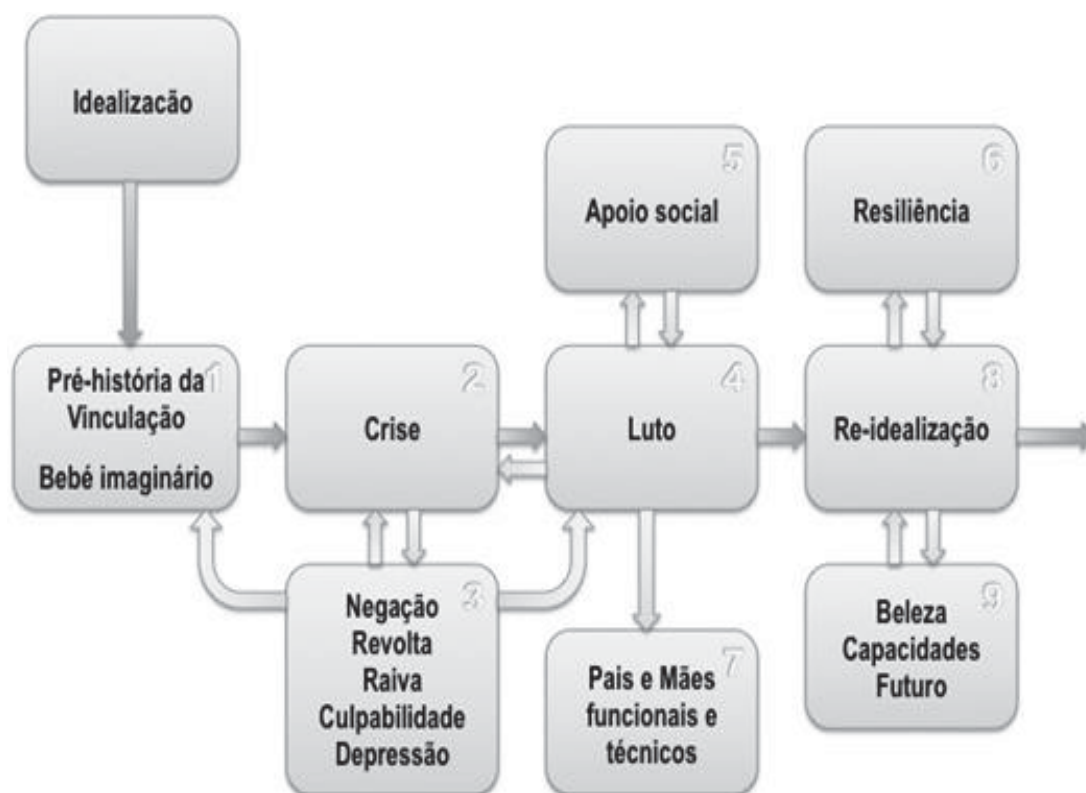 Idealizacão
5
Apoio social
6
Resiliência
1
Pré-história da
Vinculação
Bebé imaginário
2
Crise
4
Luto
8
Re-idealização
3
Negação
Revolta
Raiva
Culpabilidade
Depressão
7
Pais e Mães
funcionais e
técnicos
9
Beleza
Capacidades
Futuro